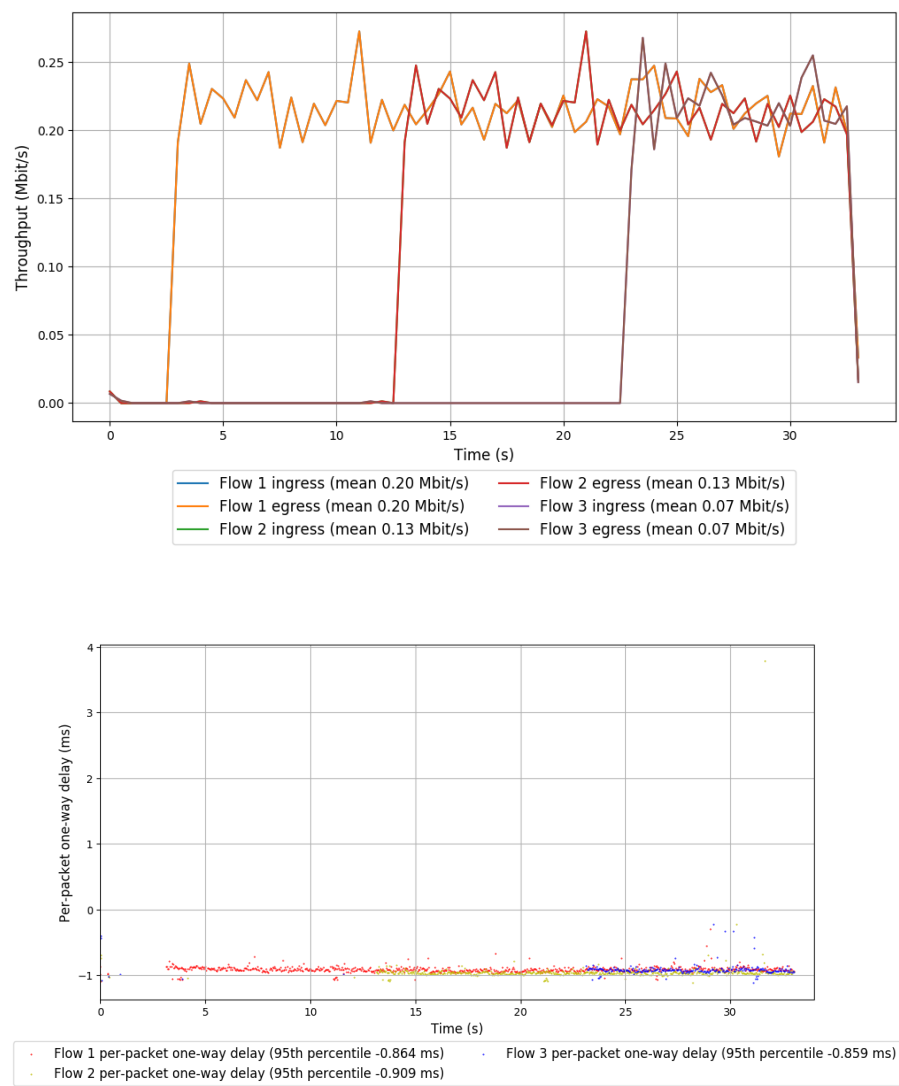 0.25
0.20
0.15
0.10
0.05
0.00
Throughput (Mbit/s)
0 5 10 15 20 25 30
Time (s)
Flow 1 ingress (mean 0.20 Mbit/s) Flow 2 egress (mean 0.13 Mbit/s)
Flow 1 egress (mean 0.20 Mbit/s) Flow 3 ingress (mean 0.07 Mbit/s)
Flow 2 ingress (mean 0.13 Mbit/s) Flow 3 egress (mean 0.07 Mbit/s)
4
3
2
1
0
−1
Per-packet one-way delay (ms)
0 5 10 15 20 25 30
Time (s)
Flow 1 per-packet one-way delay (95th percentile -0.864 ms) Flow 3 per-packet one-way delay (95th percentile -0.859 ms)
Flow 2 per-packet one-way delay (95th percentile -0.909 ms)